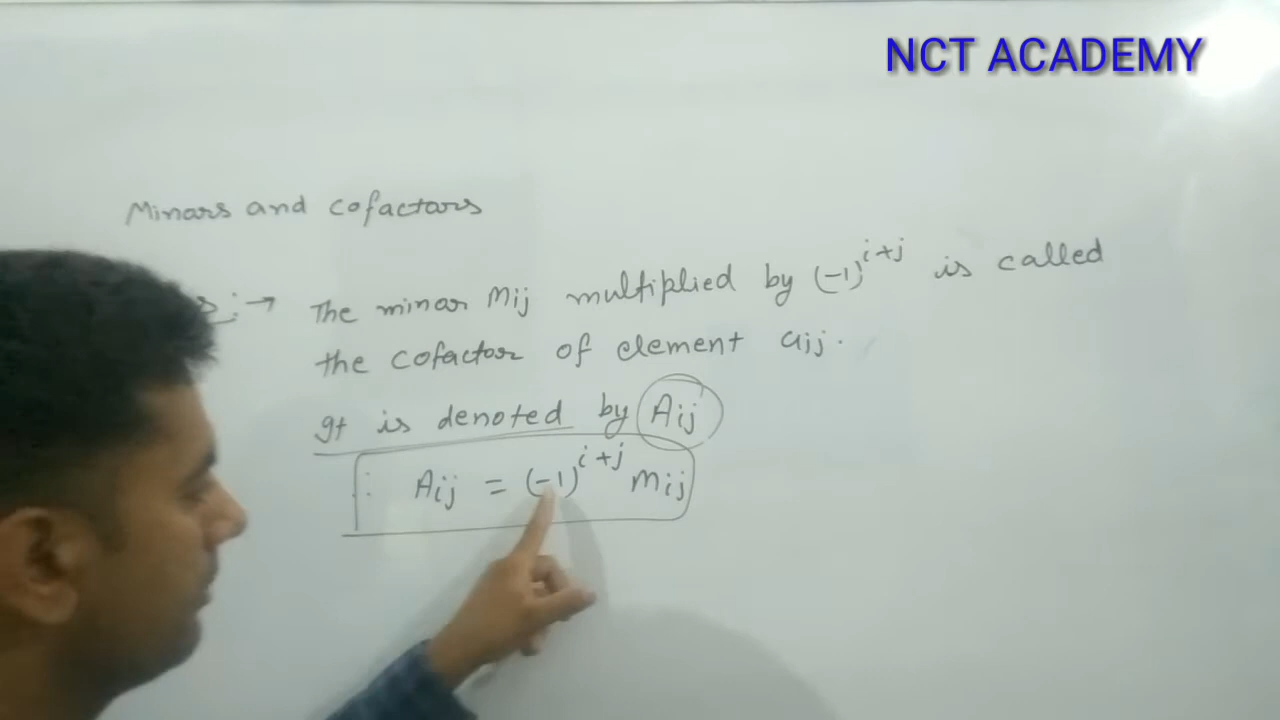 NCT ACADEMY
Minors and cofactors
:→ The minor Mij multiplied by (-1)^{i+j} is called
the cofactor of element aij.
It is denoted by Aij
∴ Aij = (-1)^{i+j} Mij